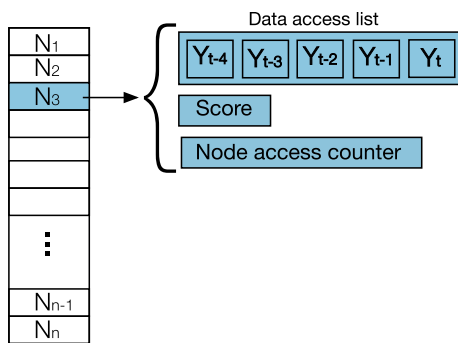 Data access list
N1
N2
N3
Yt-4 Yt-3 Yt-2 Yt-1 Yt
Score
Node access counter
Nn-1
Nn